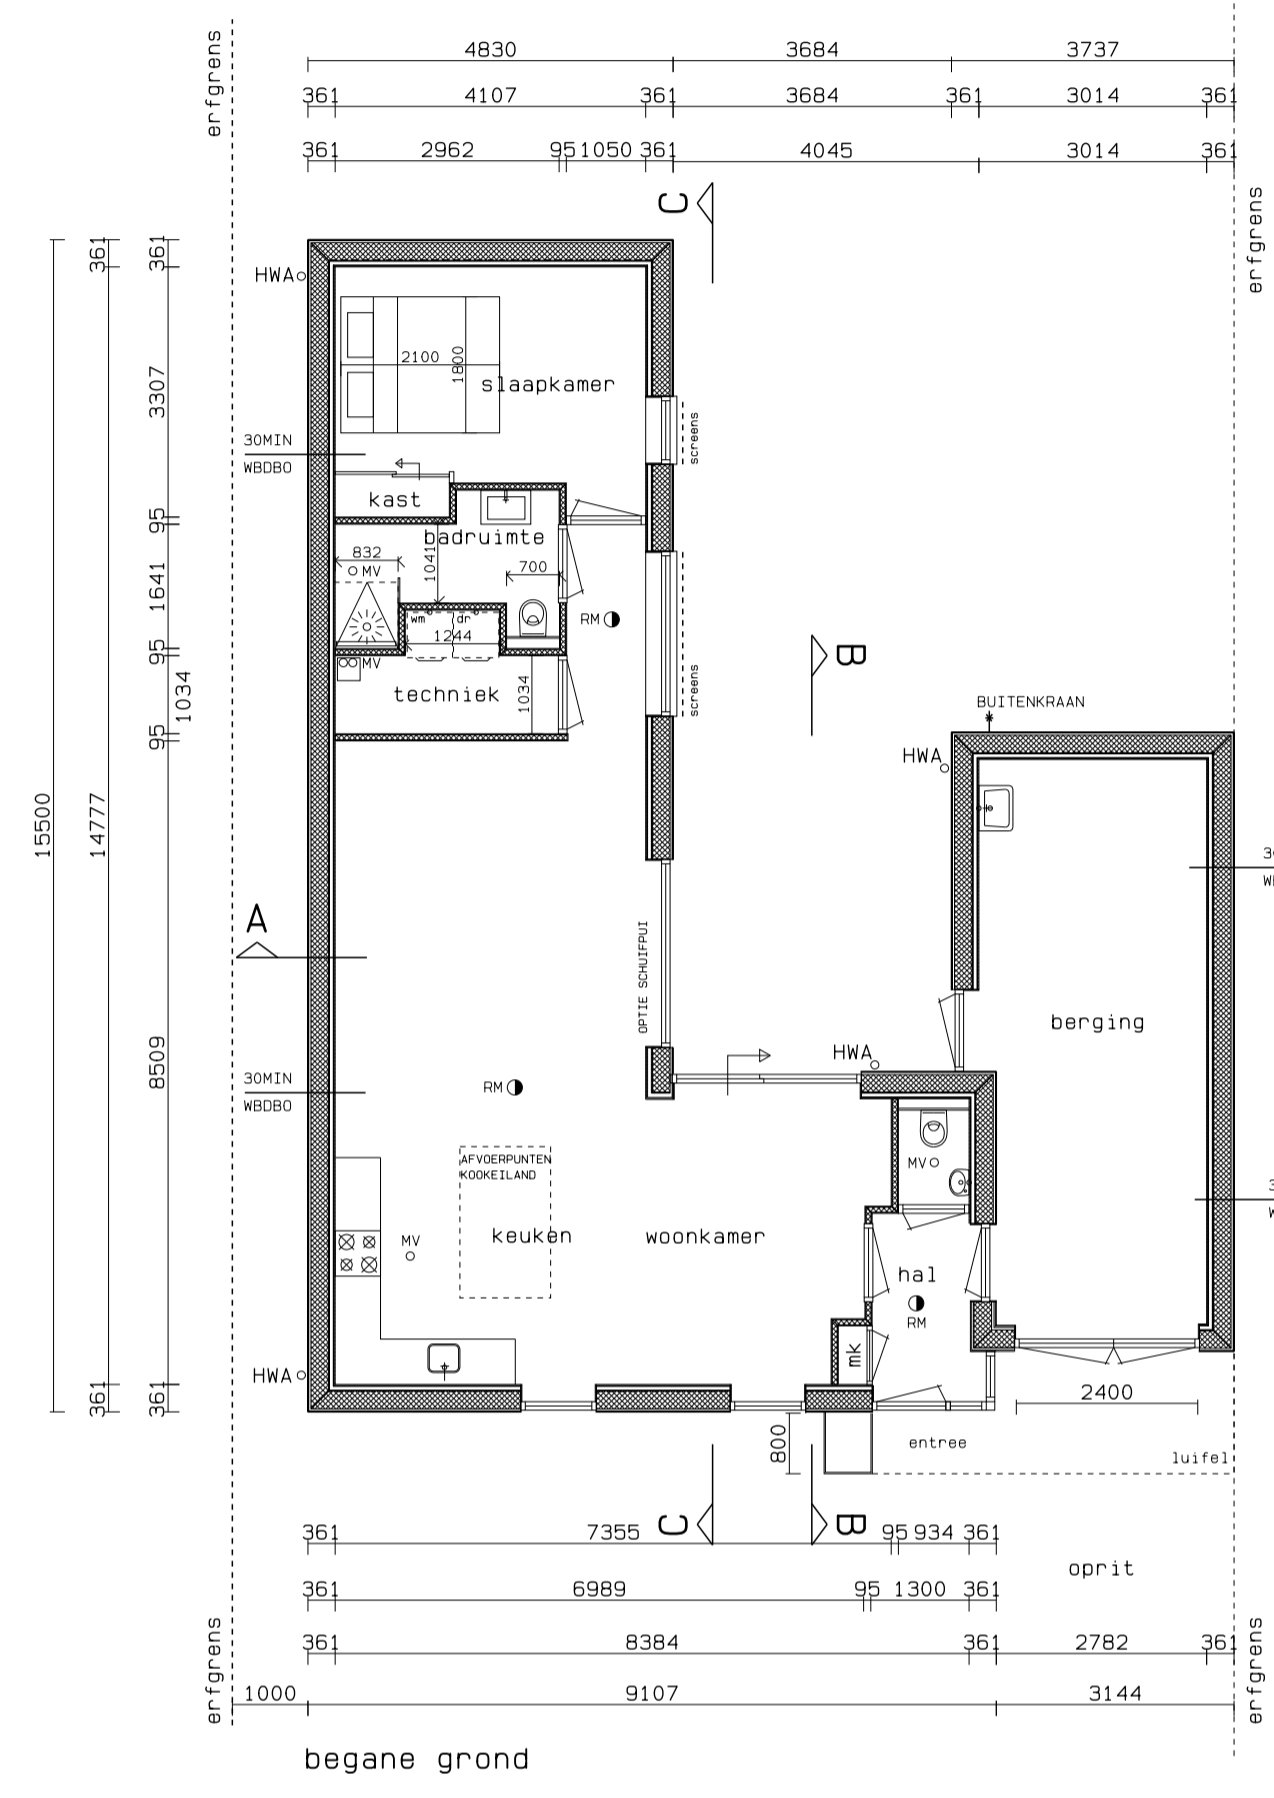 erfgrens
4830
3684
3737
361
4107
361
3684
361
3014
361
361
2962
95
1050
361
4045
3014
361
erfgrens
C
HWA
361
361
361
2100
1800
slaapkamer
3307
30MIN
WBDBO
screens
kast
95
badruimte
832
MV
1041
700
1641
wm
dr
RM
1244
95
MV
techniek
1034
1034
screens
B
95
BUITENKRAAN
HWA
15500
14777
A
OPTIE SCHUIFPUI
berging
8509
30MIN
WBDBO
RM
HWA
AFVOERPUNTEN
KOOKEILAND
MV
keuken
woonkamer
MV
hal
RM
mk
HWA
361
361
2400
800
entree
luifel
C
B
361
7355
95
934
361
oprit
361
6989
95
1300
361
361
8384
361
2782
361
erfgrens
1000
9107
3144
erfgrens
begane grond